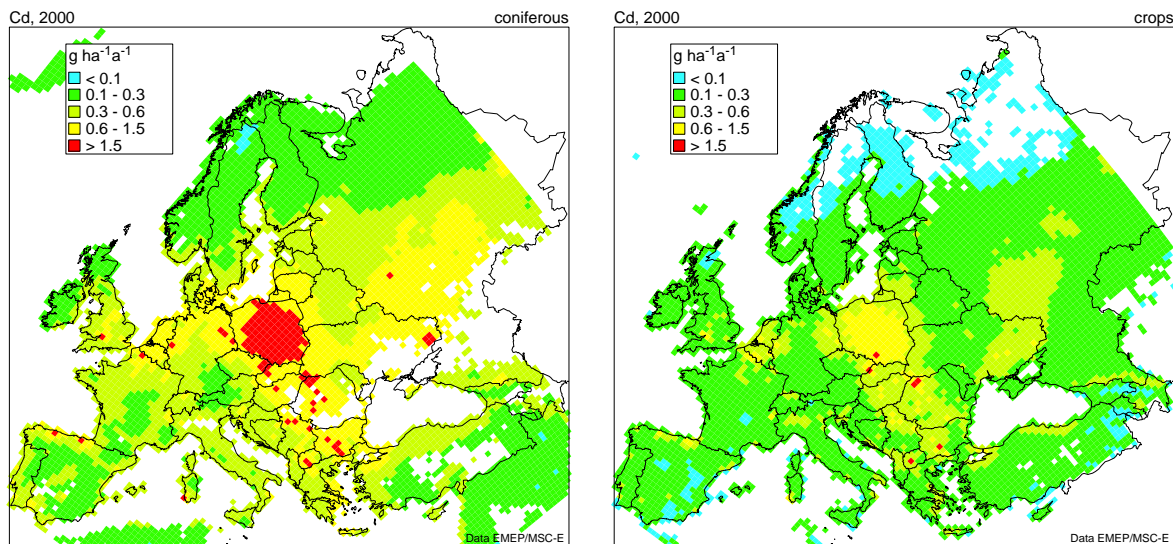 Cd, 2000 coniferous
g ha⁻¹a⁻¹
< 0.1
0.1 - 0.3
0.3 - 0.6
0.6 - 1.5
> 1.5
Data EMEP/MSC-E
Cd, 2000 crops
g ha⁻¹a⁻¹
< 0.1
0.1 - 0.3
0.3 - 0.6
0.6 - 1.5
> 1.5
Data EMEP/MSC-E